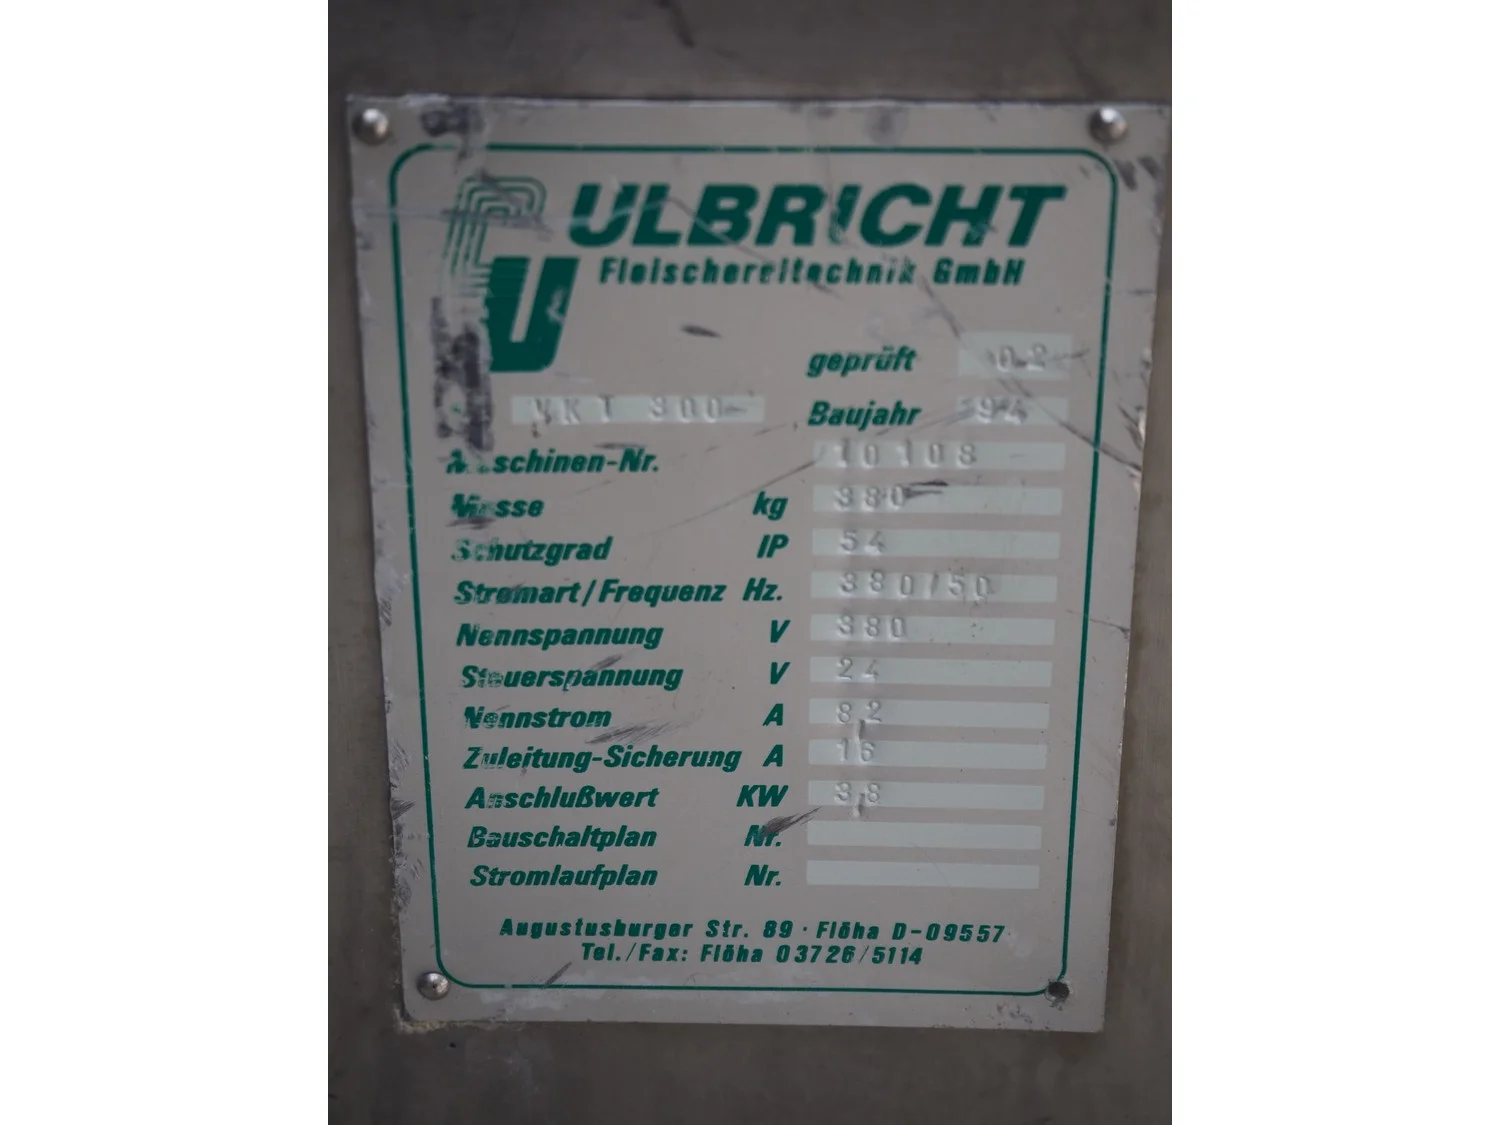 ULBRICHT
Fleischereitechnik GmbH
U
geprüft 02
VKT 300 Baujahr 94
Maschinen-Nr. 10108
Masse kg 380
Schutzgrad IP 54
Stromart/Frequenz Hz. 380/50
Nennspannung V 380
Steuerspannung V 24
Nennstrom A 8,2
Zuleitung-Sicherung A 16
Anschlußwert KW 3,8
Bauschaltplan Nr.
Stromlaufplan Nr.
Augustusburger Str. 89 · Flöha D-09557
Tel./Fax: Flöha 03726/5114